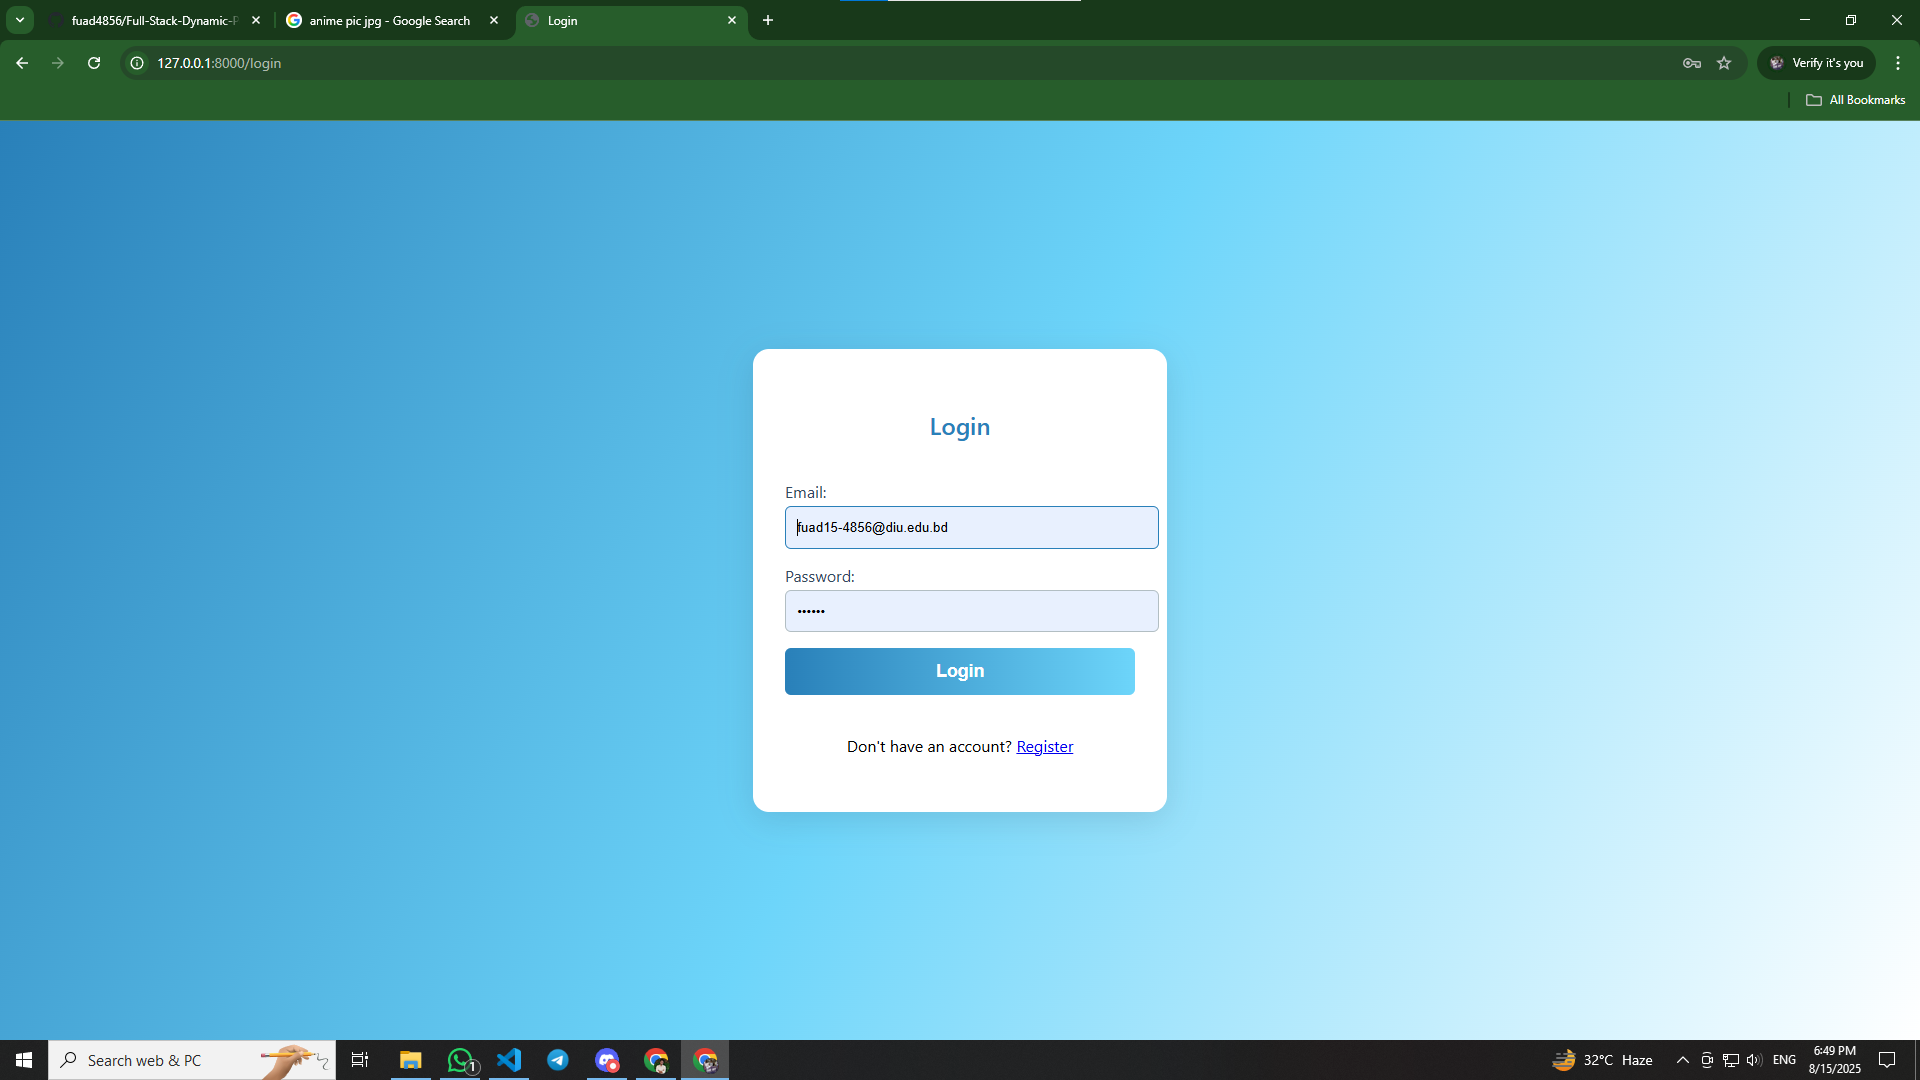 fuad4856/Full-Stack-Dynamic-P
anime pic jpg - Google Search
Login
127.0.0.1:8000/login
Verify it's you
All Bookmarks
Login
Email:
fuad15-4856@diu.edu.bd
Password:
••••••
Login
Don't have an account? Register
Search web & PC
1
32°C Haze
ENG
6:49 PM
8/15/2025